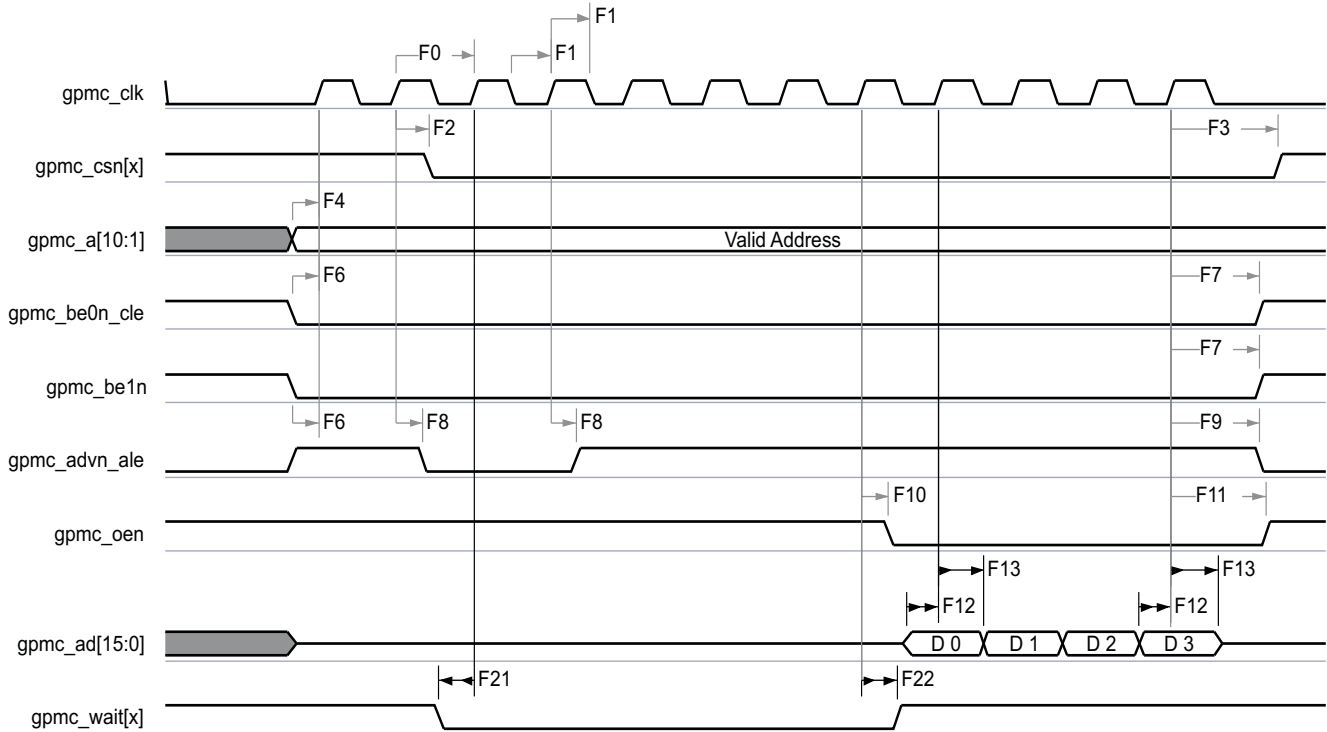 F1
F0 F1
gpmc_clk
F2 F3
gpmc_csn[x]
F4
gpmc_a[10:1] Valid Address
F6 F7
gpmc_be0n_cle
F7
gpmc_be1n
F6 F8 F8 F9
gpmc_advn_ale
F10 F11
gpmc_oen
F13 F13
F12 F12
gpmc_ad[15:0] D 0 D 1 D 2 D 3
F21 F22
gpmc_wait[x]